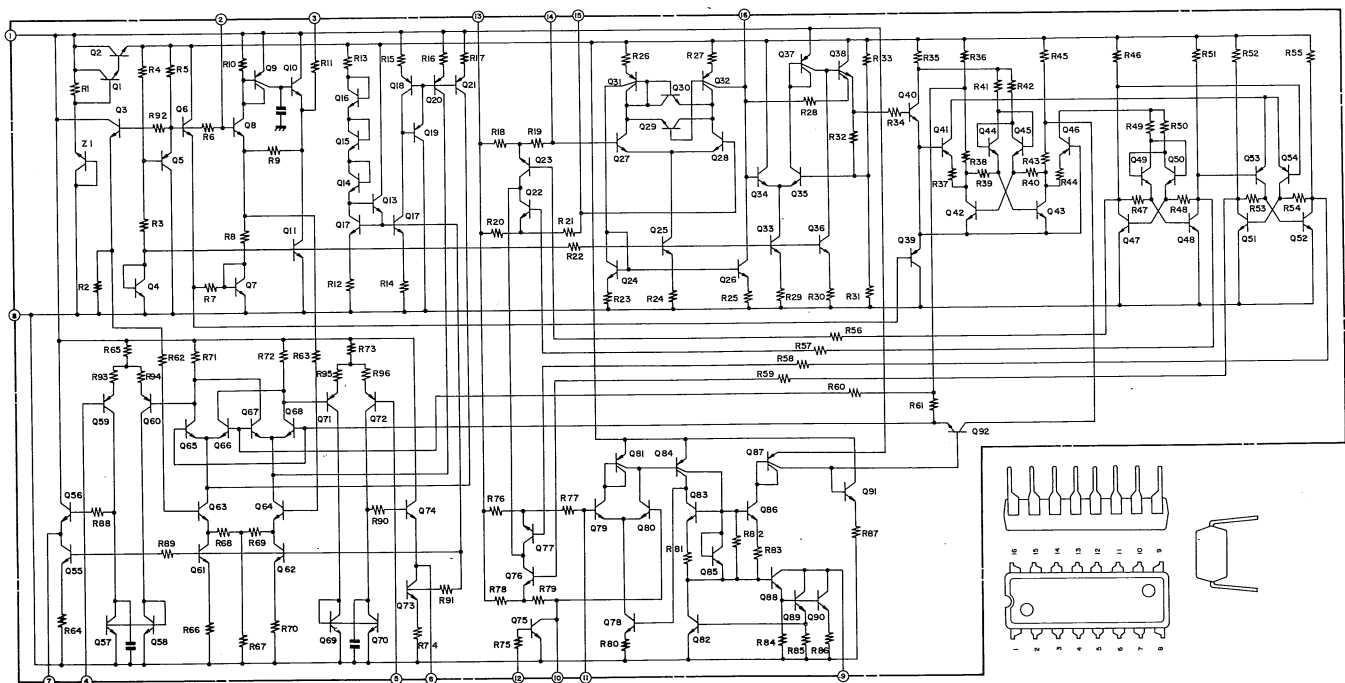 2 3 13 14 15 16
1
Q2 R4 R5 R10 Q9 Q10 R11 R13 R15 R16 R17 R26 R27 Q37 Q38 R33 R35 R36 R45 R46 R51 R52 R55
R1 Q1 Q16 Q18 Q20 Q21 Q31 Q30 Q32 R41 R42
Q3 R92 Q6 R6 Q8 Q15 Q19 R18 R19 Q29 R28 Q40 R34 Q41 Q44 Q45 Q46 R49 R50
Z1 Q5 R9 Q14 Q23 Q27 Q28 R32 R38 R43 Q49 Q50 Q53 Q54
Q22 Q34 Q35 R37 R39 R40 R44
R3 R8 Q11 Q17 Q13 Q17 R20 R21 Q25 Q33 Q36 Q42 Q43 R47 R48 R53 R54
R22 Q39 Q47 Q48 Q51 Q52
R2 Q4 R7 Q7 R12 R14 Q24 Q26
R23 R24 R25 R29 R30 R31
8
R56
R57
R58
R59
R60
R61
R65 R62 R71 R72 R63 R73
R93 R94 R95 R96
Q59 Q60 Q67 Q68 Q71 Q72 Q92
Q65 Q66 Q81 Q84 Q87
Q56 R88 Q63 Q64 R90 Q74 R76 R77 Q79 Q80 Q83 Q86 Q91
R68 R69 Q77 R82 R83 R87
Q55 R89 Q61 Q62 Q76 R81 Q85
Q73 R91 R78 R79 Q88
R64 Q57 Q58 R66 R67 R70 Q69 Q70 R74 Q75 R75 Q78 R80 Q82 R84 Q89 Q90 R85 R86
7 4 5 6 12 10 11 9
16 15 14 13 12 11 10 9
1 2 3 4 5 6 7 8